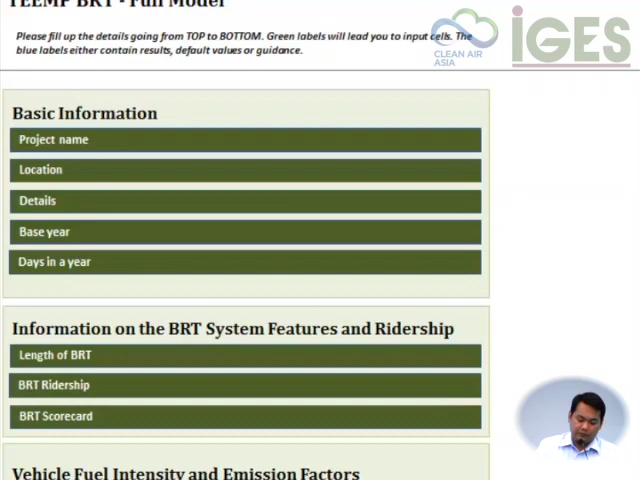 TEEMP BRT - Full Model
Please fill up the details going from TOP to BOTTOM. Green labels will lead you to input cells. The
blue labels either contain results, default values or guidance.
CLEAN AIR
ASIA
iGES
Basic Information
Project name
Location
Details
Base year
Days in a year
Information on the BRT System Features and Ridership
Length of BRT
BRT Ridership
BRT Scorecard
Vehicle Fuel Intensity and Emission Factors